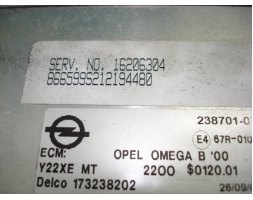 SERV. NO. 16206304
866599S212194480
238701-0
E4 67R-010
ECM: OPEL OMEGA B '00
Y22XE MT 2200 $0120.01
Delco 173238202 26/09/